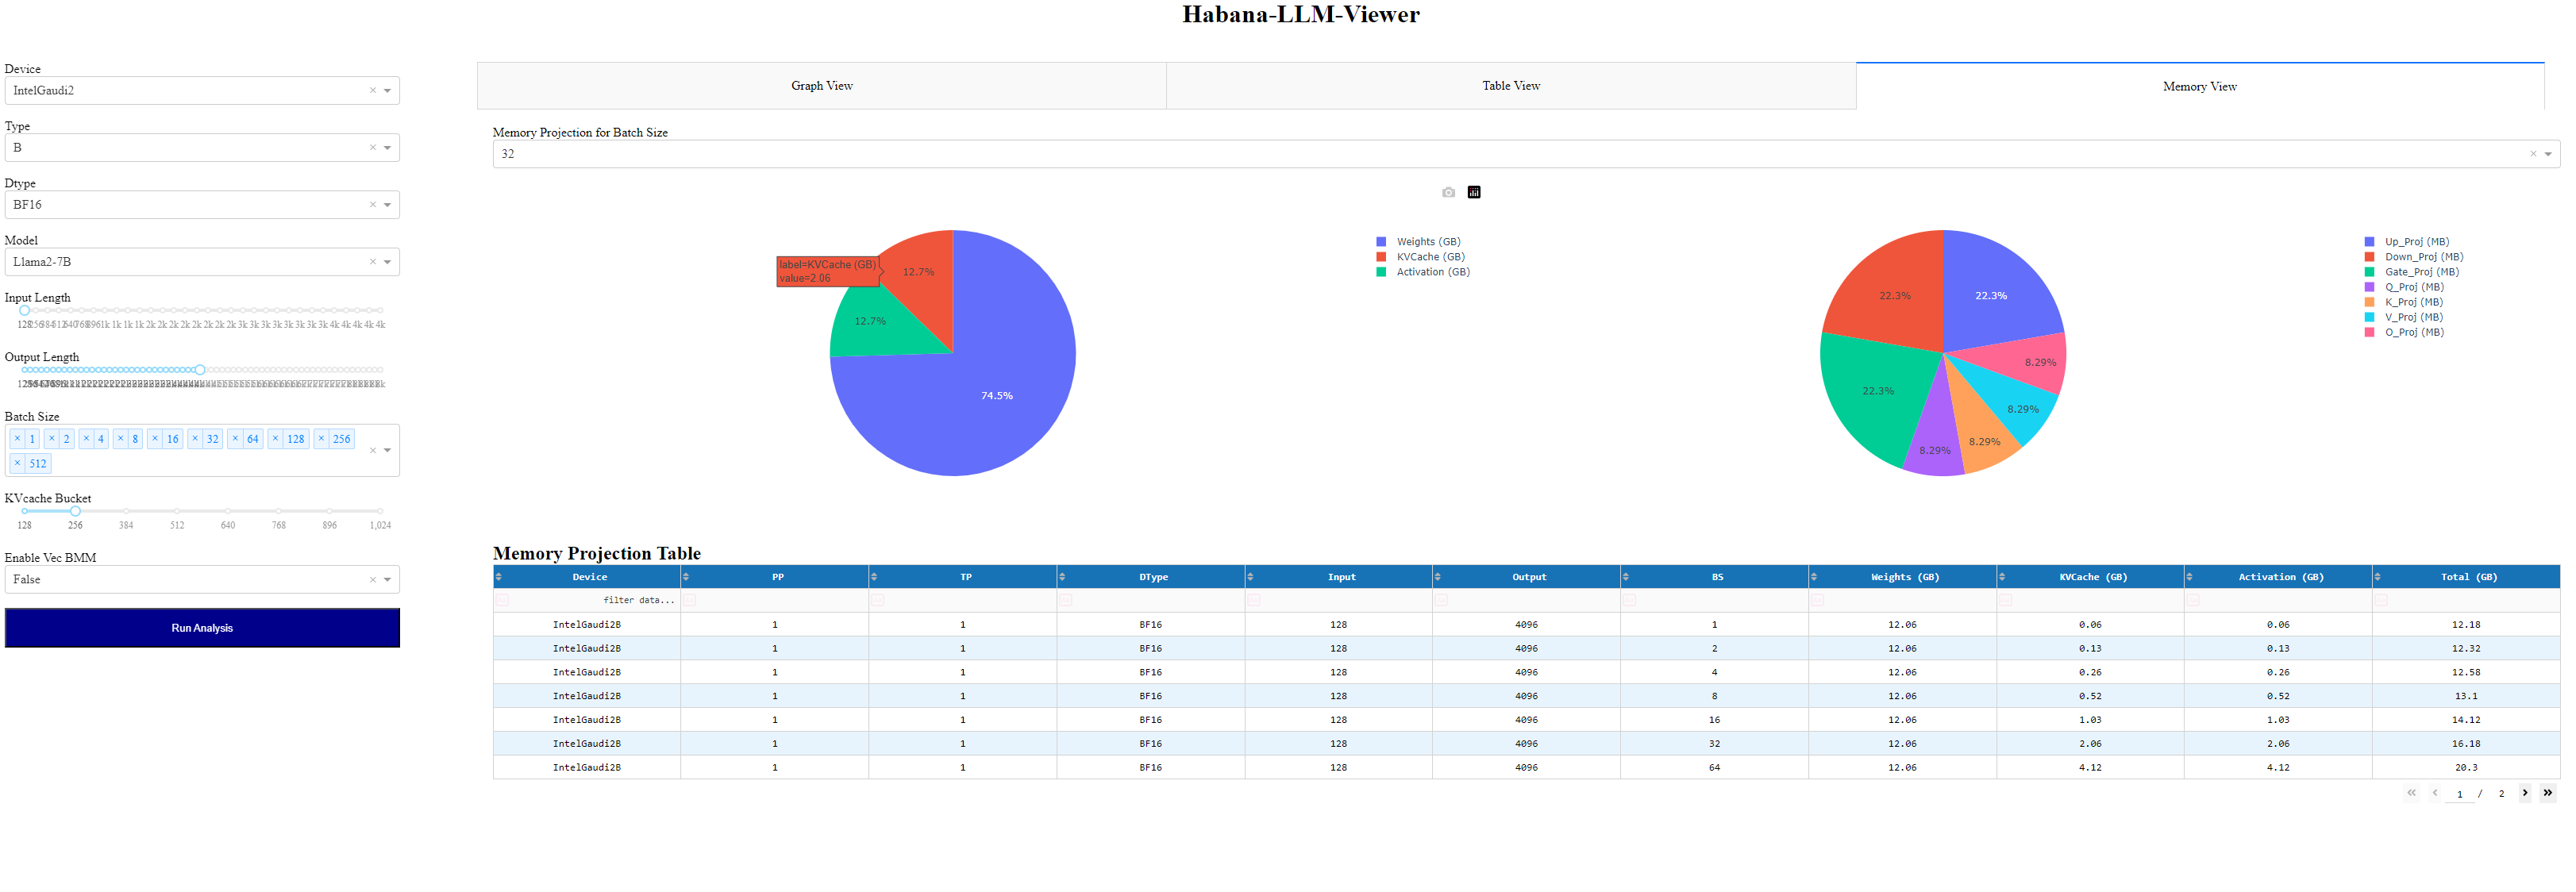 Habana-LLM-Viewer
Device
IntelGaudi2
Type
B
Dtype
BF16
Model
Llama2-7B
Input Length
128
Output Length
Batch Size
× 1 × 2 × 4 × 8 × 16 × 32 × 64 × 128 × 256
× 512
KVcache Bucket
128 256 384 512 640 768 896 1,024
Enable Vec BMM
False
Run Analysis
Graph View Table View Memory View
Memory Projection for Batch Size
32
label=KVCache (GB)
value=2.06
12.7%
12.7%
74.5%
Weights (GB)
KVCache (GB)
Activation (GB)
22.3%
22.3%
22.3%
8.29%
8.29%
8.29%
8.29%
Up_Proj (MB)
Down_Proj (MB)
Gate_Proj (MB)
Q_Proj (MB)
K_Proj (MB)
V_Proj (MB)
O_Proj (MB)
Memory Projection Table
Device PP TP DType Input Output BS Weights (GB) KVCache (GB) Activation (GB) Total (GB)
filter data...
IntelGaudi2B 1 1 BF16 128 4096 1 12.06 0.06 0.06 12.18
IntelGaudi2B 1 1 BF16 128 4096 2 12.06 0.13 0.13 12.32
IntelGaudi2B 1 1 BF16 128 4096 4 12.06 0.26 0.26 12.58
IntelGaudi2B 1 1 BF16 128 4096 8 12.06 0.52 0.52 13.1
IntelGaudi2B 1 1 BF16 128 4096 16 12.06 1.03 1.03 14.12
IntelGaudi2B 1 1 BF16 128 4096 32 12.06 2.06 2.06 16.18
IntelGaudi2B 1 1 BF16 128 4096 64 12.06 4.12 4.12 20.3
1 / 2